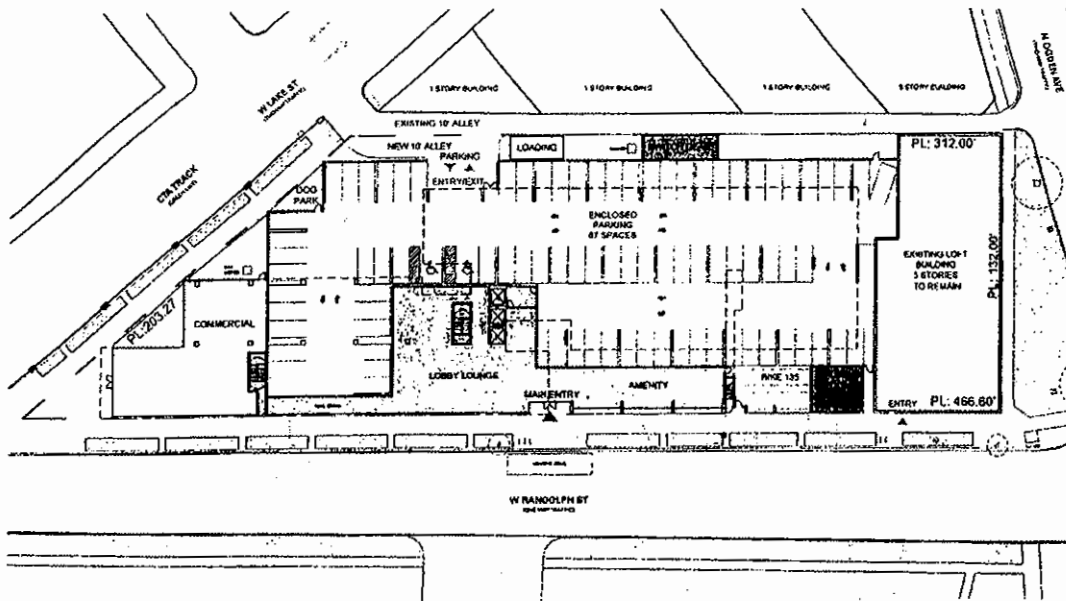 N OGDEN AVE
W LAKE ST
CTA TRACK
1 STORY BUILDING
1 STORY BUILDING
1 STORY BUILDING
5 STORY BUILDING
EXISTING 10' ALLEY
NEW 10' ALLEY
PARKING
ENTRY/EXIT
LOADING
PL: 312.00'
DOG
PARK
ENCLOSED
PARKING
67 SPACES
EXISTING LOFT
BUILDING
5 STORIES
TO REMAIN
PL: 132.00'
PL: 203.27
COMMERCIAL
LOBBY LOUNGE
MAIN ENTRY
AMENITY
BIKE 135
ENTRY
PL: 466.60'
W RANDOLPH ST